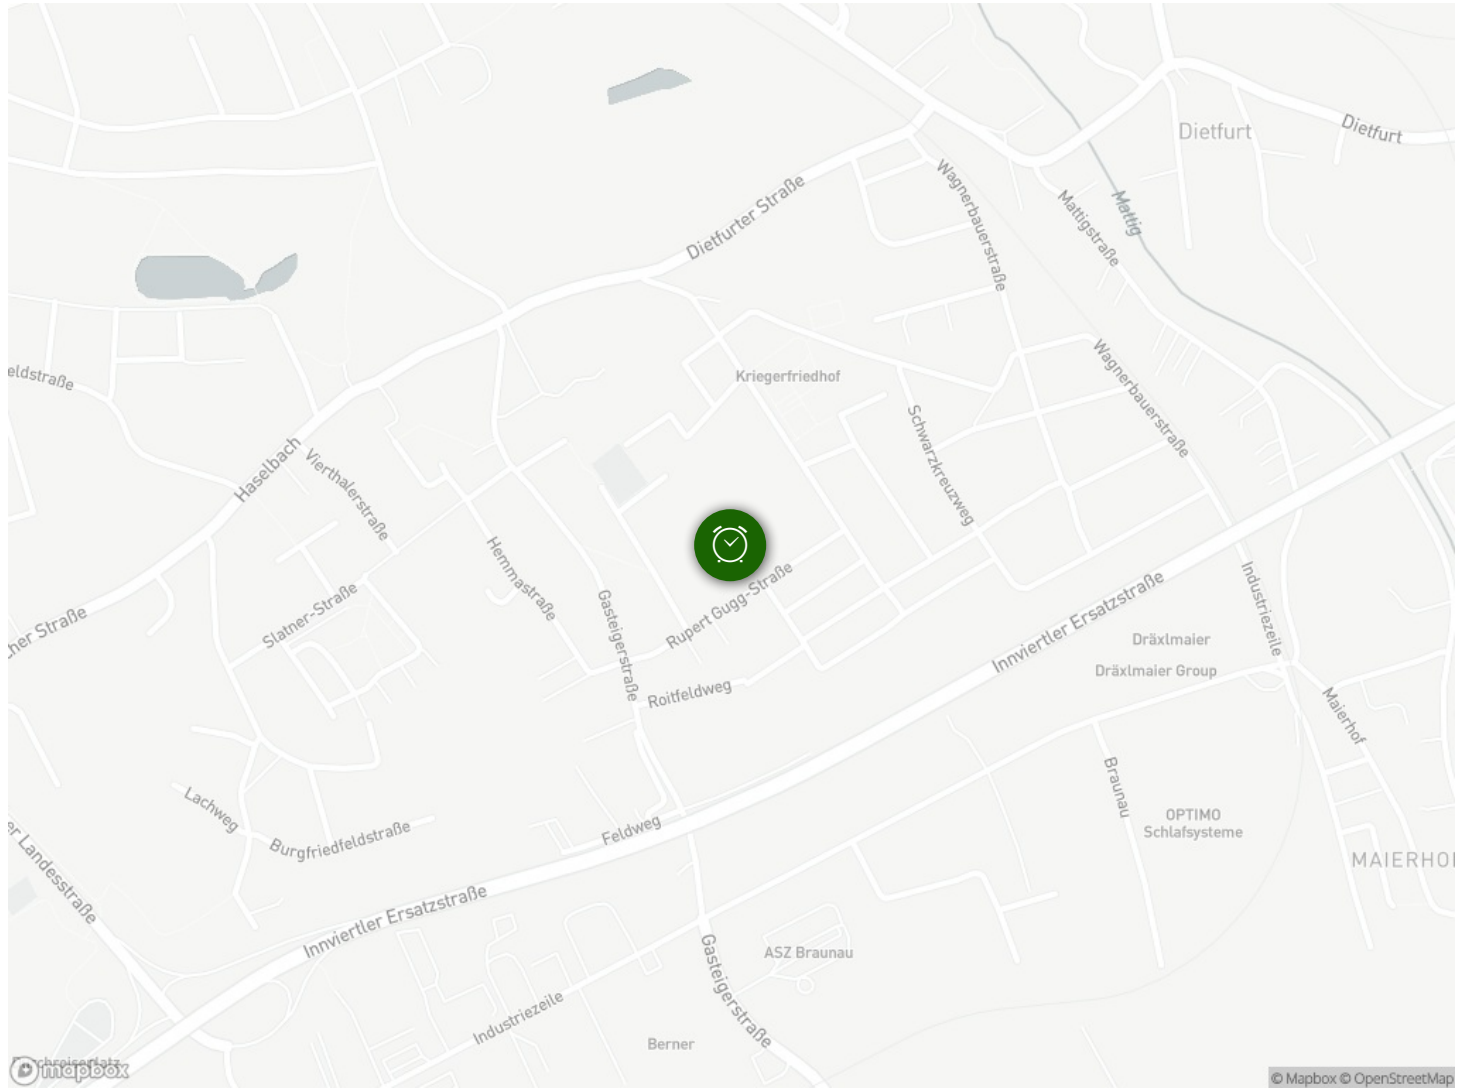 Dietfurt
Dietfurt
Mattig
Wagnerbauerstraße
Mattigstraße
Dietfurter Straße
Kriegerfriedhof
eldstraße
Wagnerbauerstraße
Schwarzkreuzweg
Haselbach
Vierthalerstraße
Hemmastraße
Rupert Gugg-Straße
Gasteigerstraße
Slatner-Straße
cher Straße
Industriezeile
Innviertler Ersatzstraße
Dräxlmaier
Dräxlmaier Group
Roitfeldweg
Maierhof
Braunau
OPTIMO
Schlafsysteme
Lachweg
Burgfriedfeldstraße
Feldweg
MAIERHO
er Landesstraße
Innviertler Ersatzstraße
ASZ Braunau
Gasteigerstraße
Industriezeile
Berner
mapbox
© Mapbox © OpenStreetMap